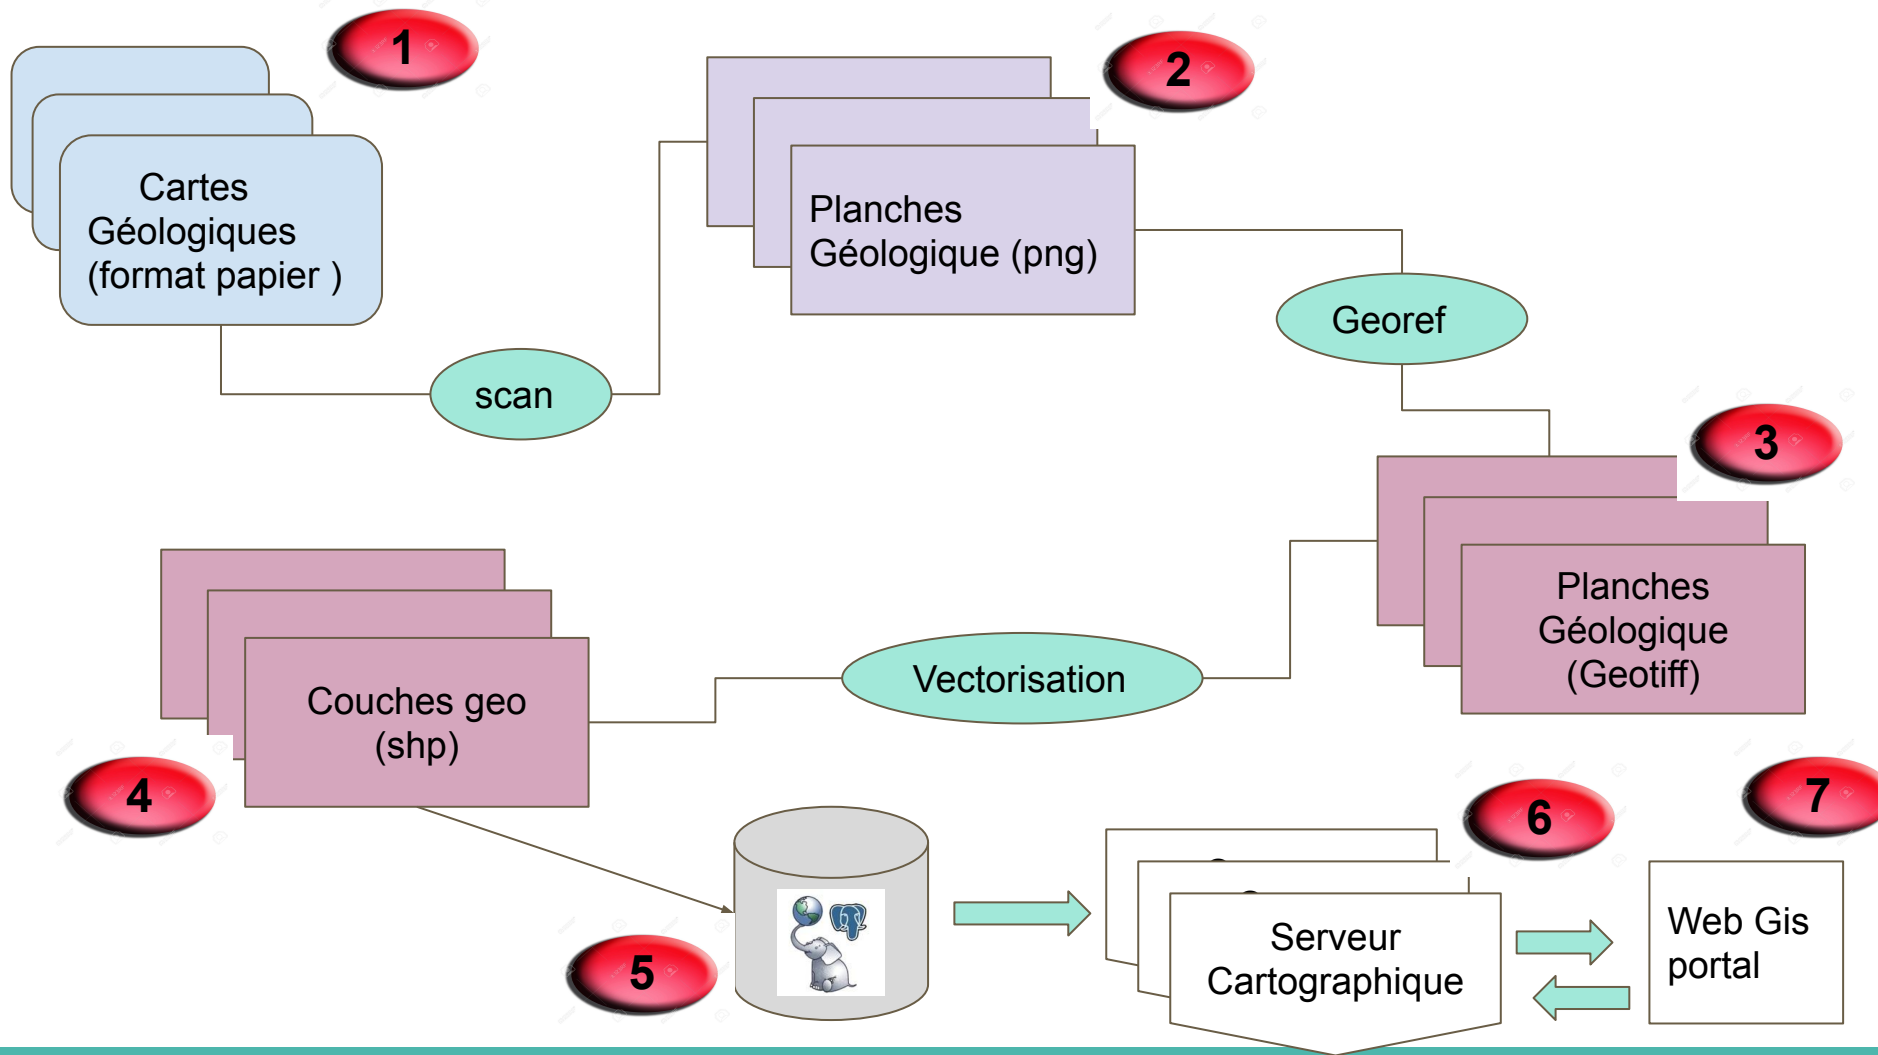 1
Cartes
Géologiques
(format papier )
scan
2
Planches
Géologique (png)
Georef
3
Planches
Géologique
(Geotiff)
Vectorisation
Couches geo
(shp)
4
5
6
Serveur
Cartographique
7
Web Gis
portal